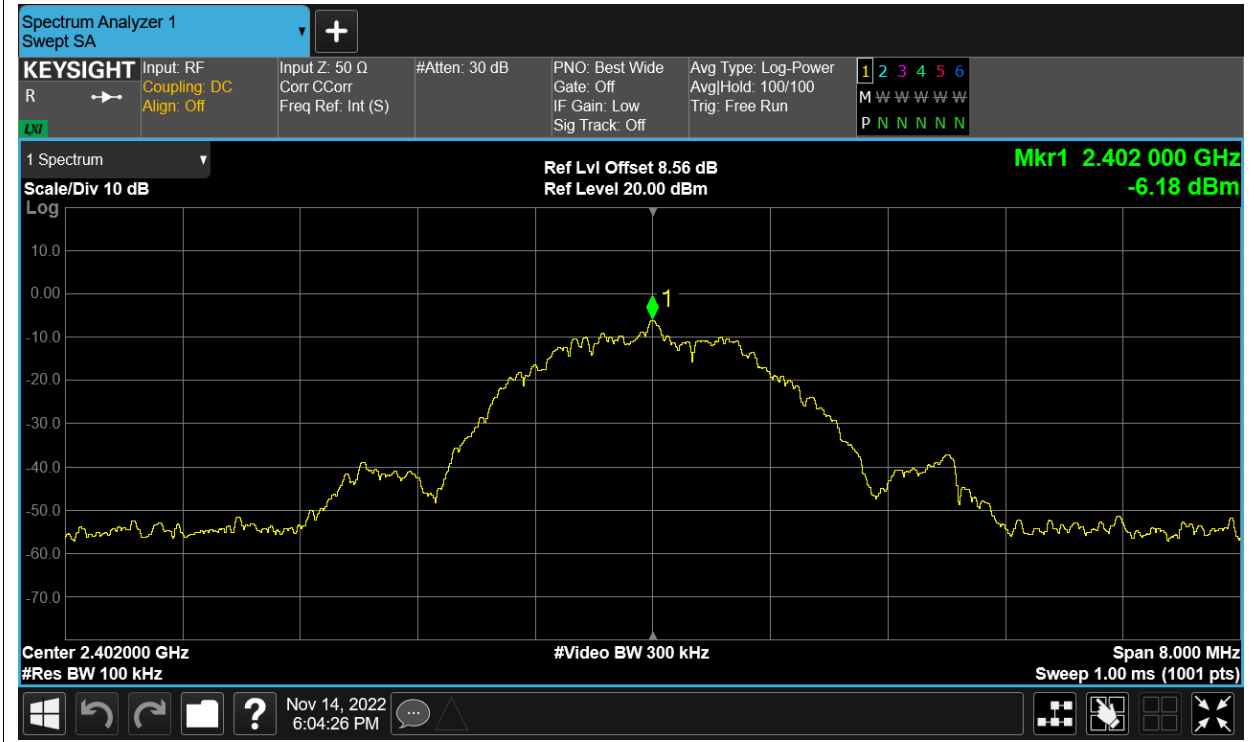 Spectrum Analyzer 1
Swept SA
KEYSIGHT
R
LXI
Input: RF
Coupling: DC
Align: Off
Input Z: 50 Ω
Corr CCorr
Freq Ref: Int (S)
#Atten: 30 dB
PNO: Best Wide
Gate: Off
IF Gain: Low
Sig Track: Off
Avg Type: Log-Power
Avg|Hold: 100/100
Trig: Free Run
1 2 3 4 5 6
M W W W W W
P N N N N N
1 Spectrum
Scale/Div 10 dB
Log
Ref Lvl Offset 8.56 dB
Ref Level 20.00 dBm
Mkr1 2.402 000 GHz
-6.18 dBm
10.0
0.00
1
-10.0
-20.0
-30.0
-40.0
-50.0
-60.0
-70.0
Center 2.402000 GHz
#Res BW 100 kHz
#Video BW 300 kHz
Span 8.000 MHz
Sweep 1.00 ms (1001 pts)
?
Nov 14, 2022
6:04:26 PM